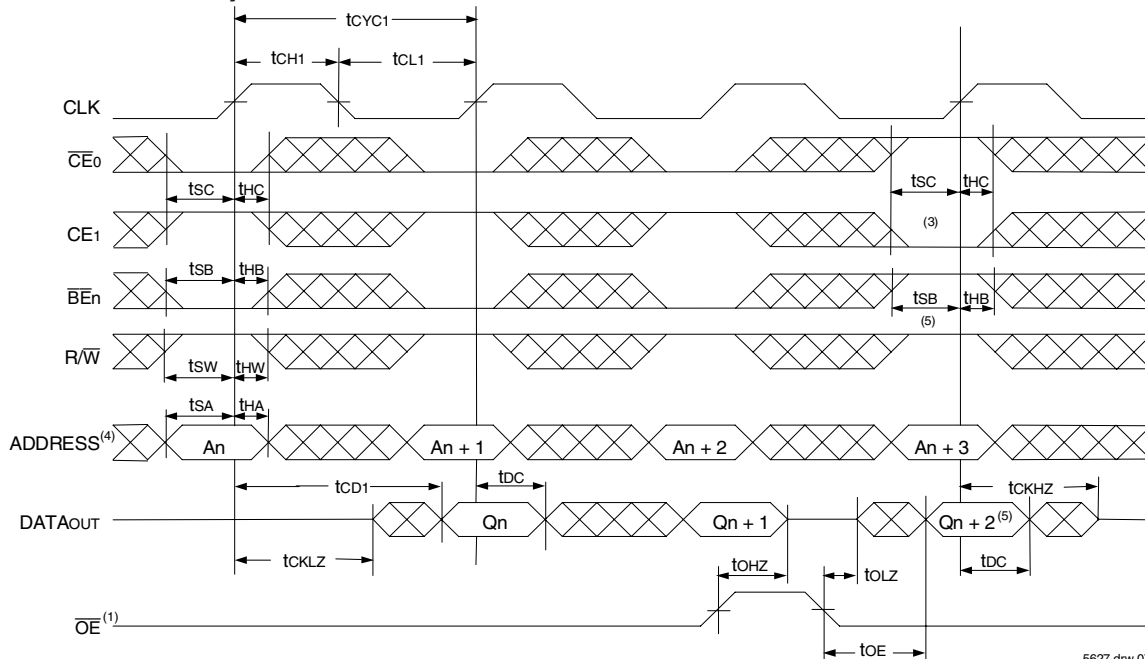 tCYC1
tCH1 tCL1
CLK
CE0
tSC tHC tSC tHC
CE1 (3)
tSB tHB
BEn tSB tHB
(5)
R/W
tSW tHW
tSA tHA
ADDRESS(4) An An + 1 An + 2 An + 3
tCD1 tDC tCKHZ
DATAOUT Qn Qn + 1 Qn + 2(5)
tCKLZ tOHZ tOLZ tDC
OE(1)
tOE